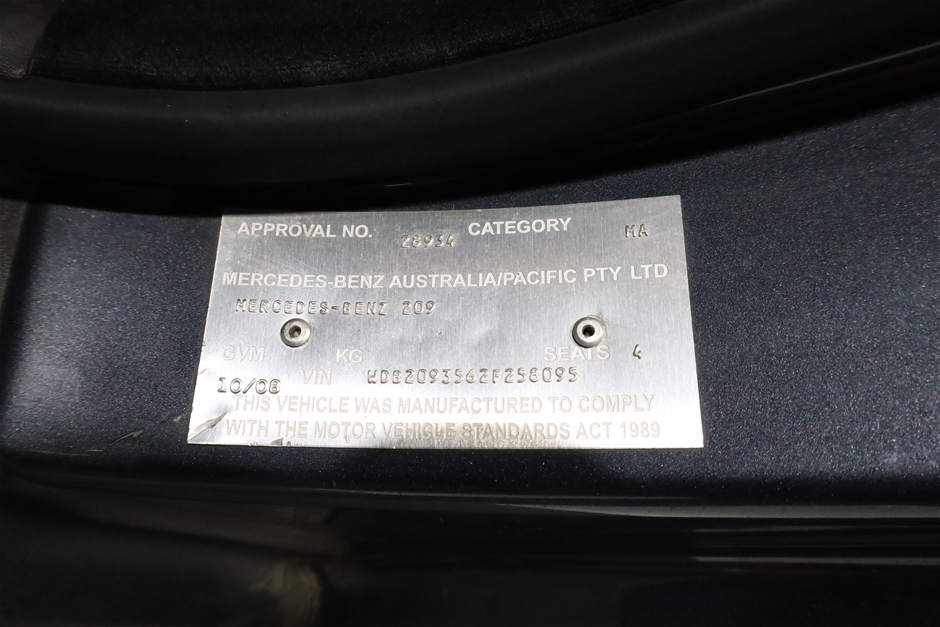 APPROVAL NO. 28934 CATEGORY MA
MERCEDES-BENZ AUSTRALIA/PACIFIC PTY LTD
MERCEDES-BENZ 209
GVM KG SEATS 4
10/08 VIN WDB2093562F258095
THIS VEHICLE WAS MANUFACTURED TO COMPLY
WITH THE MOTOR VEHICLE STANDARDS ACT 1989